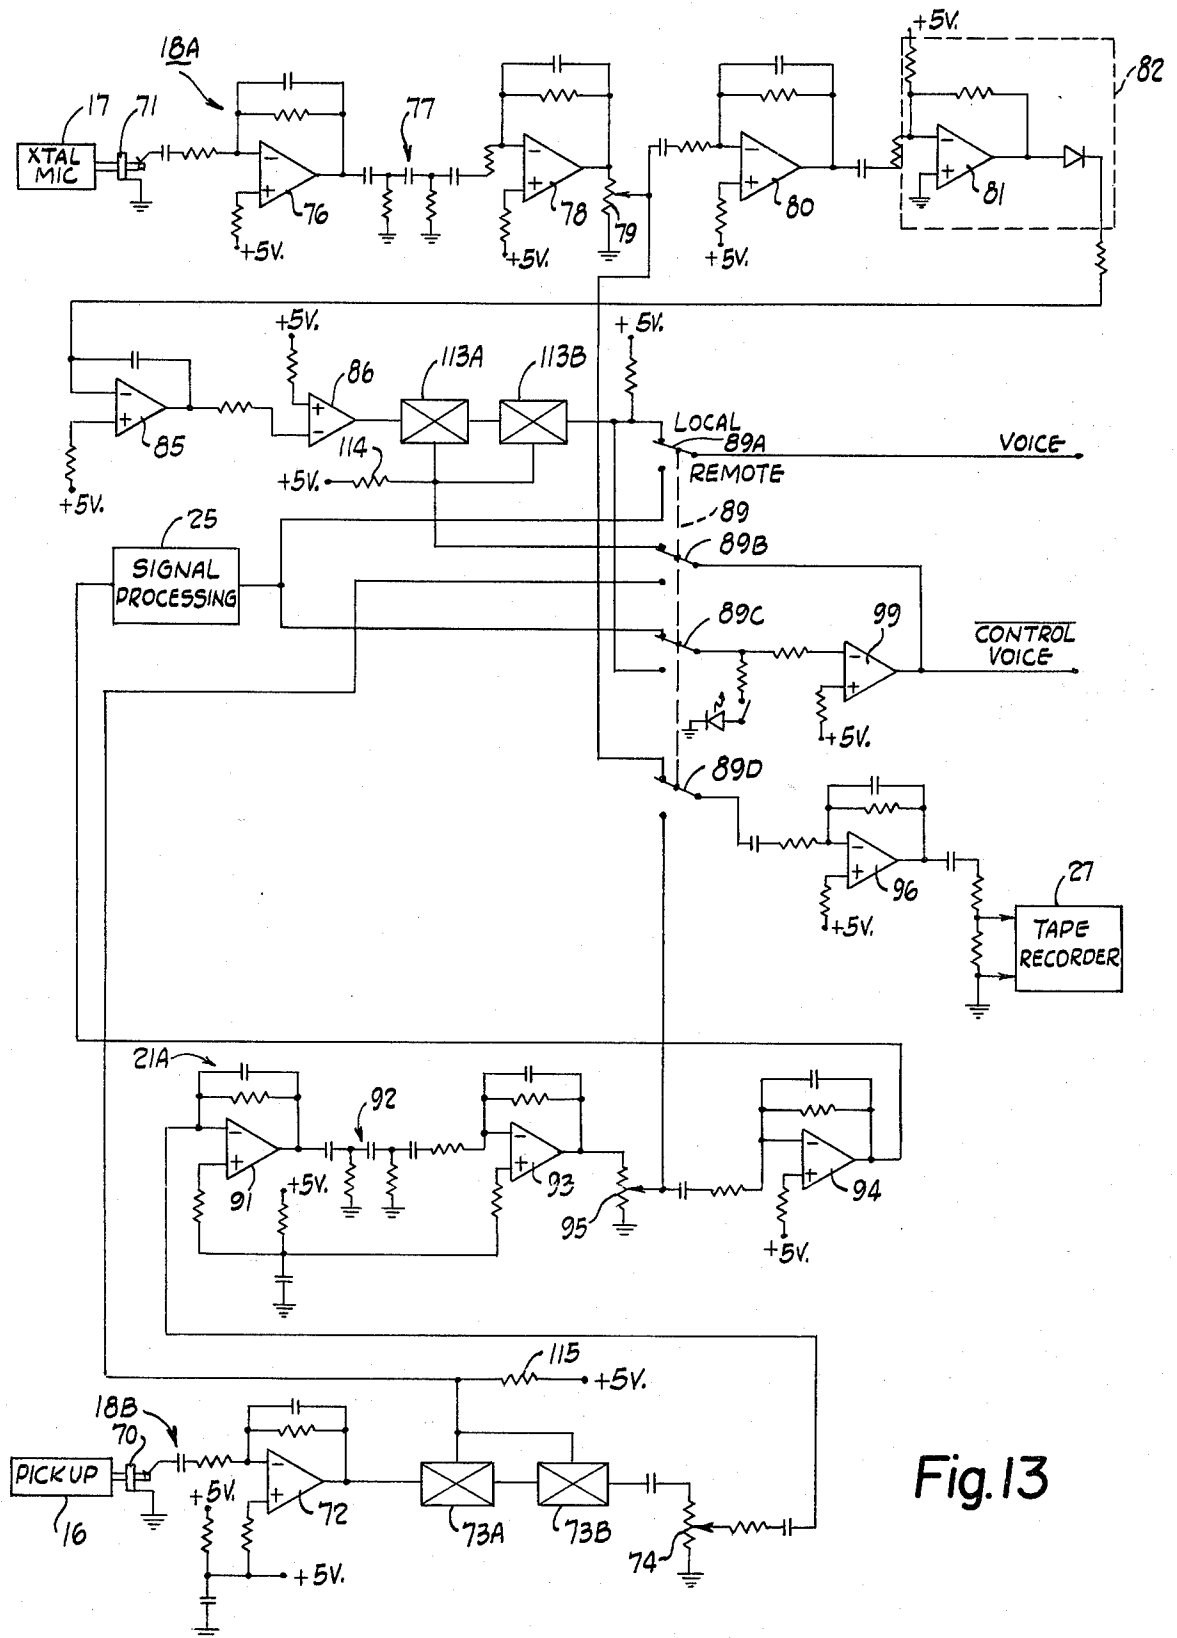 +5V.
18A
82
17
71
77
XTAL
MIC
76
78
79
80
81
+5V.
+5V.
+5V.
+5V.
+5V.
113A
113B
86
LOCAL
89A
VOICE
85
114
REMOTE
+5V.
+5V.
25
89
SIGNAL
PROCESSING
89B
89C
99
CONTROL
VOICE
+5V.
89D
96
27
+5V.
TAPE
RECORDER
21A
92
91
+5V.
93
95
94
+5V.
115
+5V.
18B
70
PICKUP
+5V.
72
16
73A
73B
74
+5V.
Fig.13